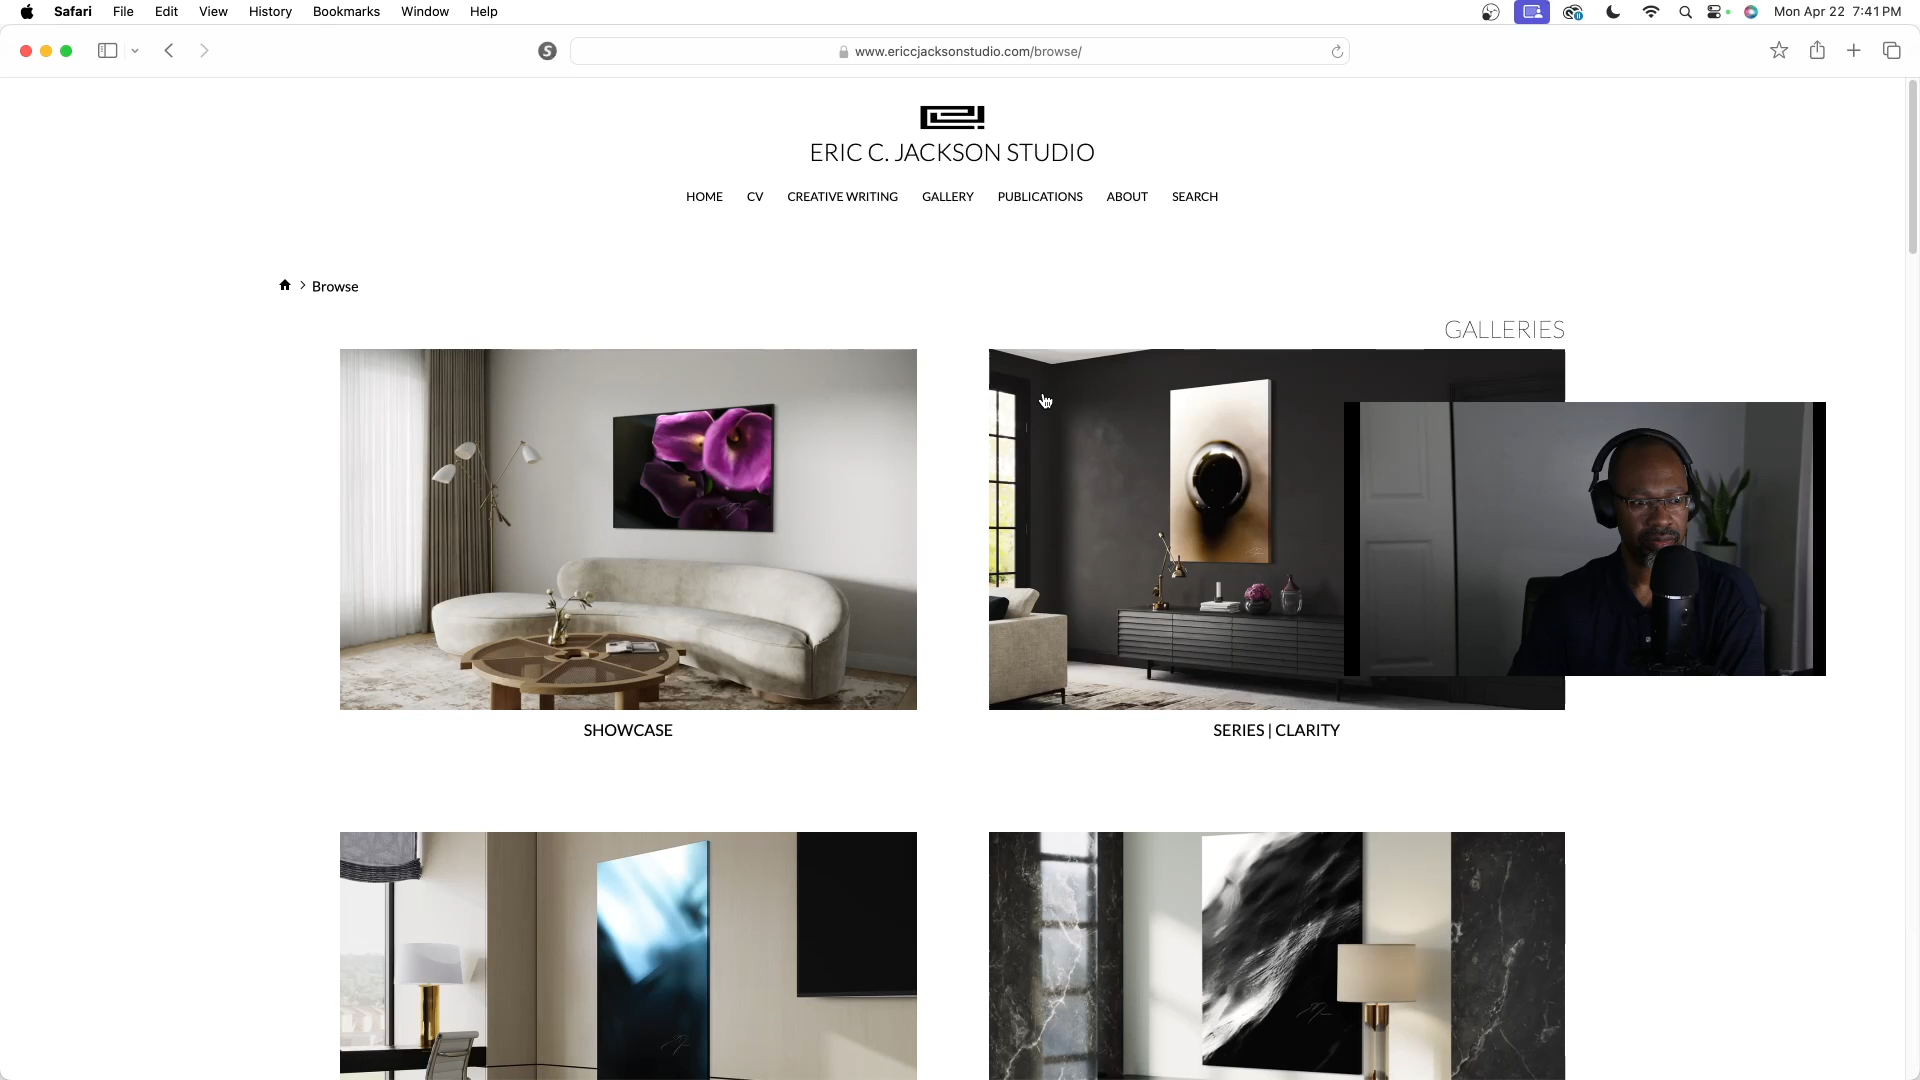 Safari File Edit View History Bookmarks Window Help
Mon Apr 22 7:41 PM
www.ericcjacksonstudio.com/browse/
ERIC C. JACKSON STUDIO
HOME CV CREATIVE WRITING GALLERY PUBLICATIONS ABOUT SEARCH
Browse
GALLERIES
SHOWCASE
SERIES | CLARITY